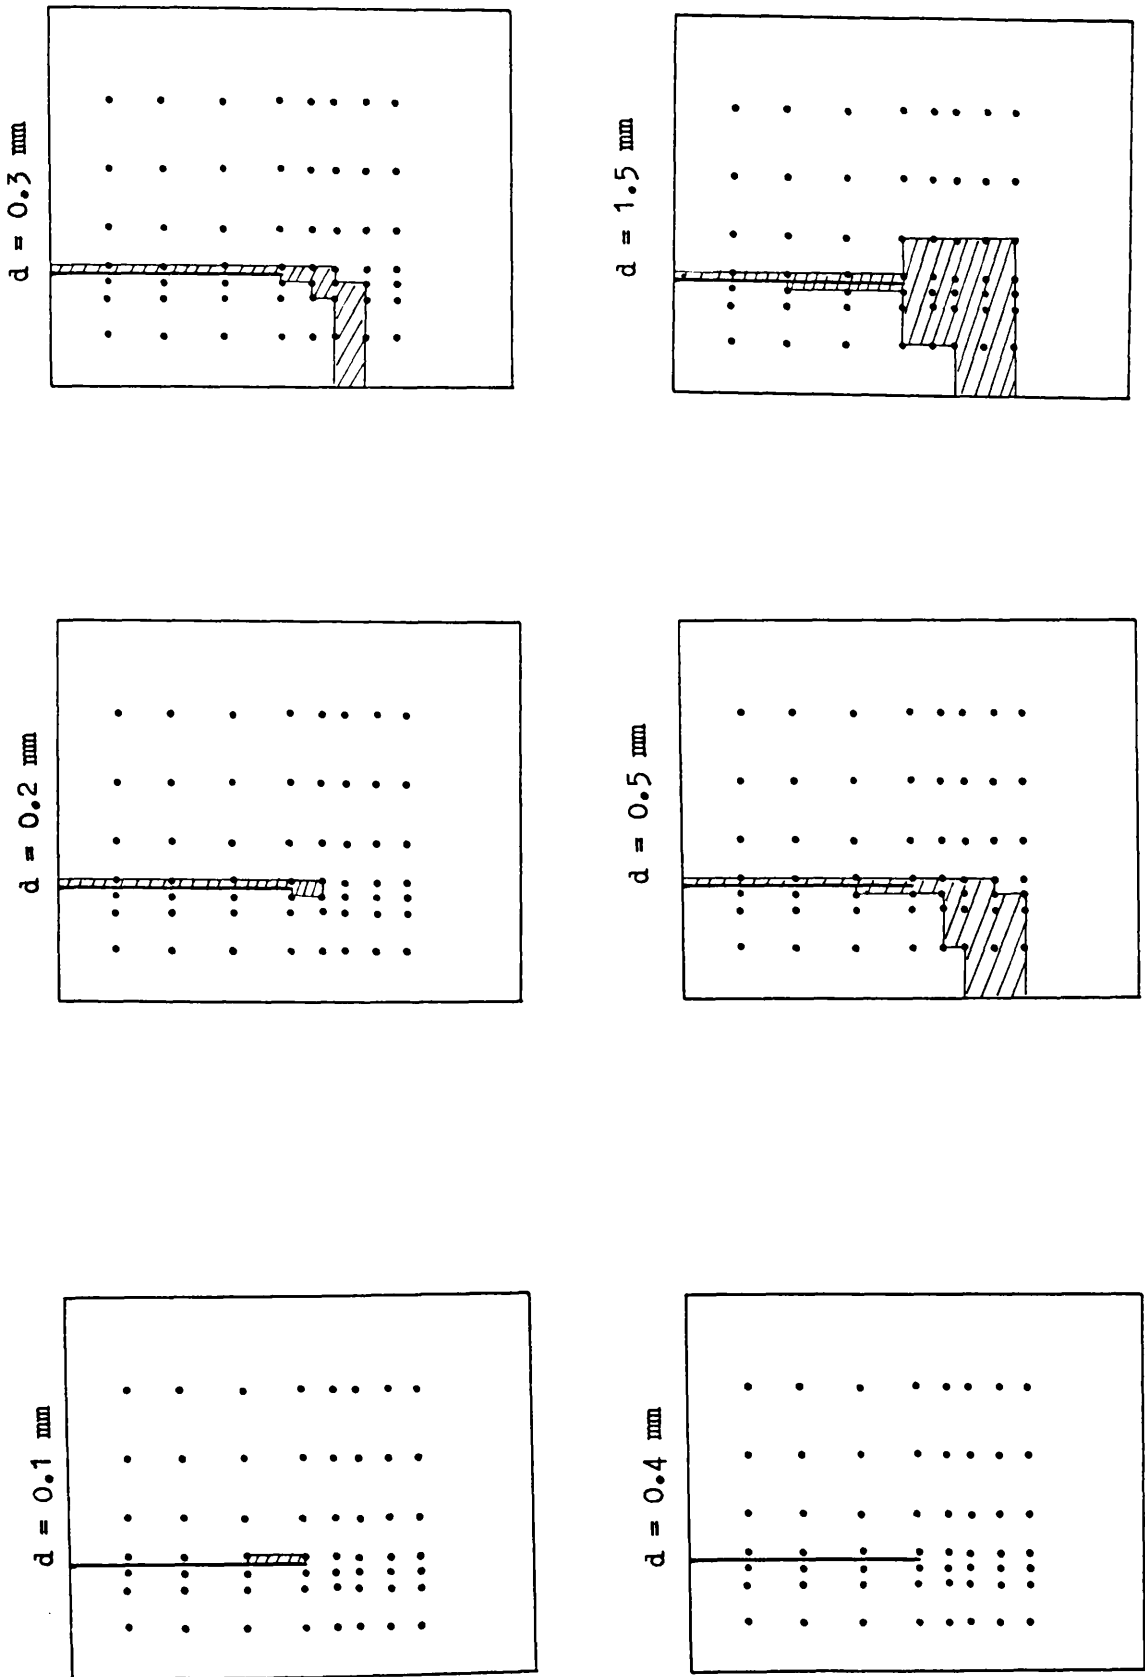 d = 0.1 mm
d = 0.2 mm
d = 0.3 mm
d = 0.4 mm
d = 0.5 mm
d = 1.5 mm